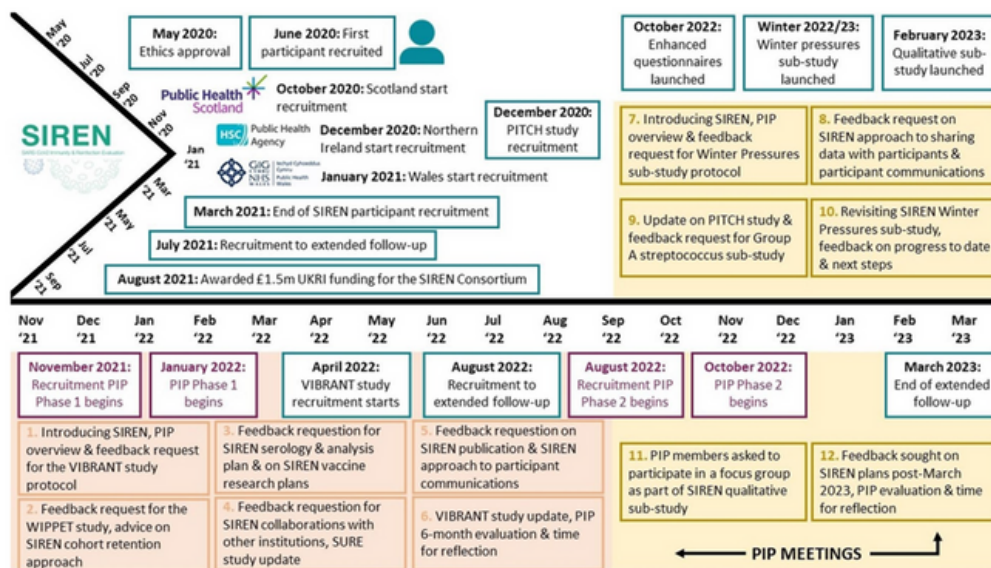 May '20
Jul '20
Sep '20
Nov '20
Jan '21
Mar '21
May '21
Jul '21
Sep '21
SIREN
May 2020:
Ethics approval
June 2020: First
participant recruited
Public Health
Scotland
October 2020: Scotland start
recruitment
HSC Public Health
Agency
December 2020: Northern
Ireland start recruitment
December 2020:
PITCH study
recruitment
GIG
CYMRU
NHS
WALES
Iechyd Cyhoeddus
Cymru
Public Health
Wales
January 2021: Wales start recruitment
March 2021: End of SIREN participant recruitment
July 2021: Recruitment to extended follow-up
August 2021: Awarded £1.5m UKRI funding for the SIREN Consortium
October 2022:
Enhanced
questionnaires
launched
Winter 2022/23:
Winter pressures
sub-study
launched
February 2023:
Qualitative sub-
study launched
7. Introducing SIREN, PIP
overview & feedback
request for Winter Pressures
sub-study protocol
8. Feedback request on
SIREN approach to sharing
data with participants &
participant communications
9. Update on PITCH study &
feedback request for Group
A streptococcus sub-study
10. Revisiting SIREN Winter
Pressures sub-study,
feedback on progress to date
& next steps
Nov '21
Dec '21
Jan '22
Feb '22
Mar '22
Apr '22
May '22
Jun '22
Jul '22
Aug '22
Sep '22
Oct '22
Nov '22
Dec '22
Jan '23
Feb '23
Mar '23
November 2021:
Recruitment PIP
Phase 1 begins
January 2022:
PIP Phase 1
begins
April 2022:
VIBRANT study
recruitment starts
August 2022:
Recruitment to
extended follow-up
August 2022:
Recruitment PIP
Phase 2 begins
October 2022:
PIP Phase 2
begins
March 2023:
End of extended
follow-up
1. Introducing SIREN, PIP
overview & feedback request
for the VIBRANT study
protocol
2. Feedback request for the
WIPPET study, advice on
SIREN cohort retention
approach
3. Feedback requestion for
SIREN serology & analysis
plan & on SIREN vaccine
research plans
4. Feedback requestion for
SIREN collaborations with
other institutions, SURE
study update
5. Feedback requestion on
SIREN publication & SIREN
approach to participant
communications
6. VIBRANT study update, PIP
6-month evaluation & time
for reflection
11. PIP members asked to
participate in a focus group
as part of SIREN qualitative
sub-study
12. Feedback sought on
SIREN plans post-March
2023, PIP evaluation & time
for reflection
PIP MEETINGS